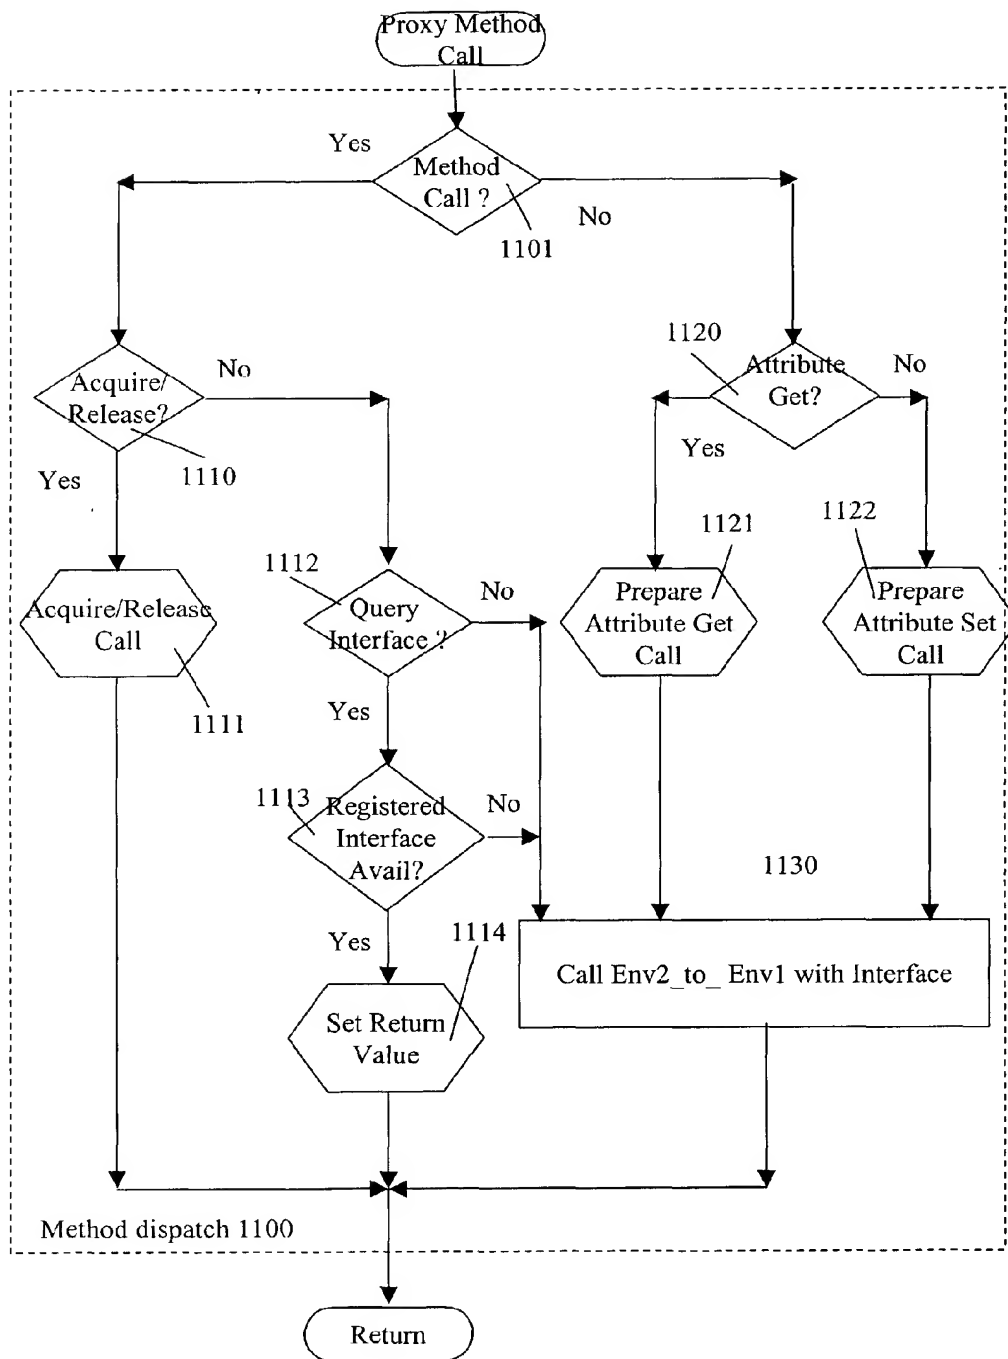 Proxy Method
Call
Yes
Method
Call ?
No
1101
1120
No
Attribute
Get?
No
Acquire/
Release?
Yes
1110
Yes
1121
1122
1112
No
Acquire/Release
Call
Query
Interface ?
Prepare
Attribute Get
Call
Prepare
Attribute Set
Call
1111
Yes
1113
Registered
Interface
Avail?
No
1130
Yes
1114
Call Env2_to_ Env1 with Interface
Set Return
Value
Method dispatch 1100
Return